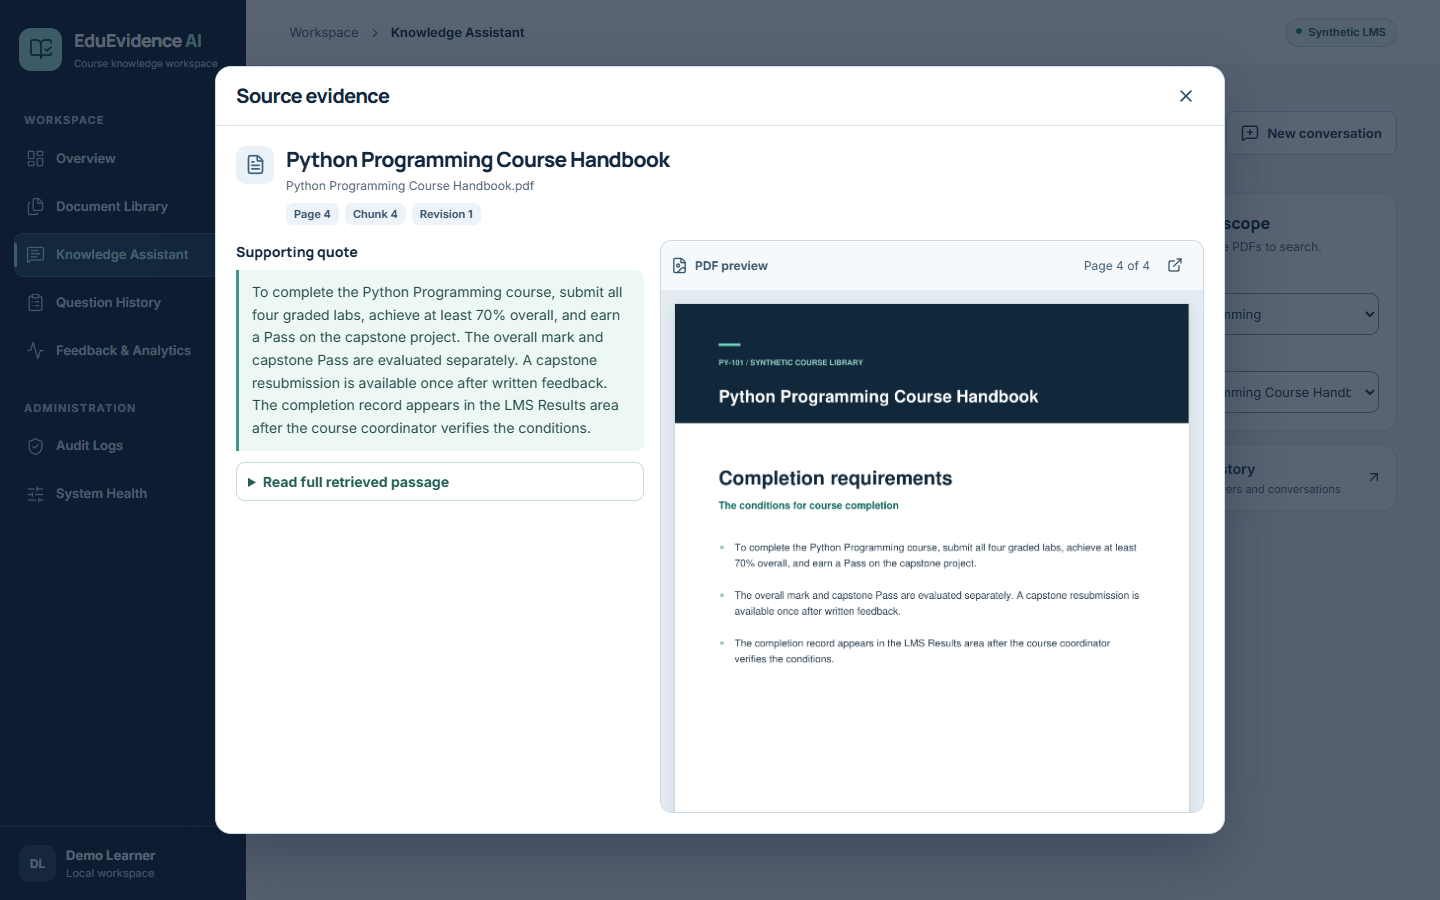 EduEvidence AI
Course knowledge workspace
WORKSPACE
Overview
Document Library
Knowledge Assistant
Question History
Feedback & Analytics
ADMINISTRATION
Audit Logs
System Health
DL
Demo Learner
Local workspace
Workspace > Knowledge Assistant
Synthetic LMS
New conversation
scope
PDFs to search.
Course Handb
and conversations
Source evidence
Python Programming Course Handbook
Python Programming Course Handbook.pdf
Page 4
Chunk 4
Revision 1
Supporting quote
To complete the Python Programming course, submit all
four graded labs, achieve at least 70% overall, and earn
a Pass on the capstone project. The overall mark and
capstone Pass are evaluated separately. A capstone
resubmission is available once after written feedback.
The completion record appears in the LMS Results area
after the course coordinator verifies the conditions.
Read full retrieved passage
PDF preview
Page 4 of 4
PY-101 / SYNTHETIC COURSE LIBRARY
Python Programming Course Handbook
Completion requirements
The conditions for course completion
To complete the Python Programming course, submit all four graded labs, achieve at least
70% overall, and earn a Pass on the capstone project.
The overall mark and capstone Pass are evaluated separately. A capstone resubmission is
available once after written feedback.
The completion record appears in the LMS Results area after the course coordinator
verifies the conditions.